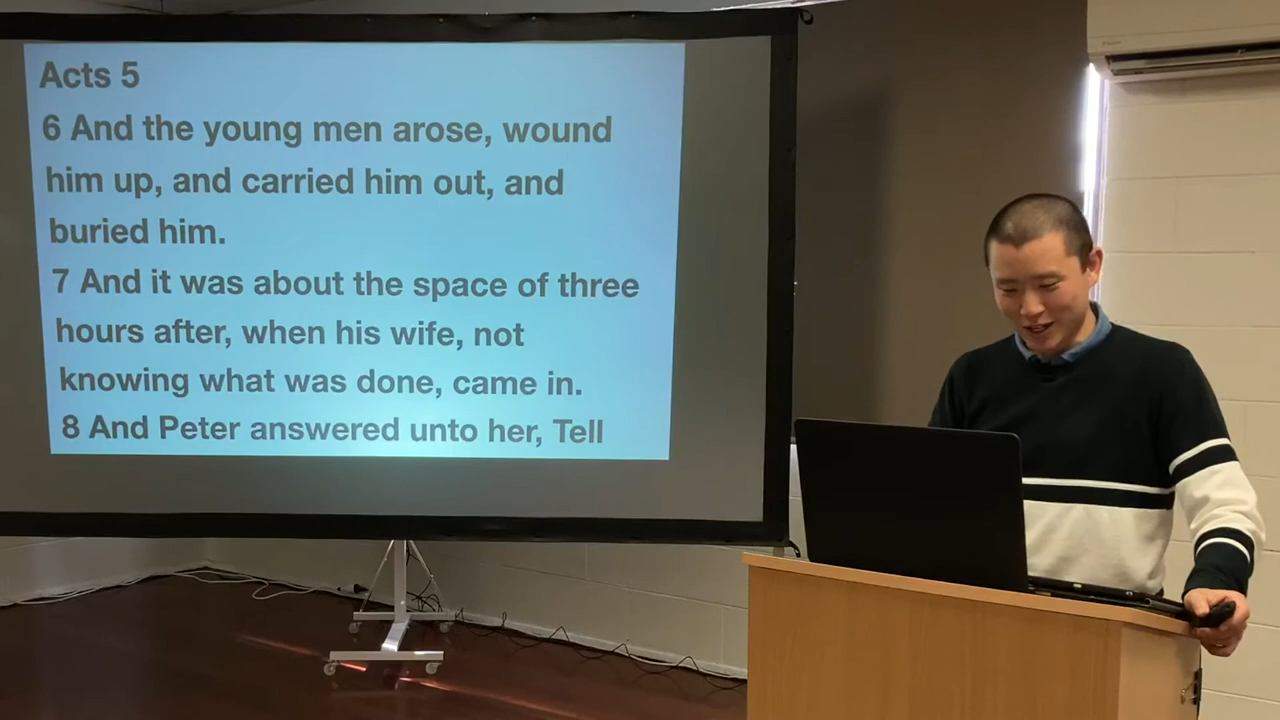 Acts 5
6 And the young men arose, wound
him up, and carried him out, and
buried him.
7 And it was about the space of three
hours after, when his wife, not
knowing what was done, came in.
8 And Peter answered unto her, Tell